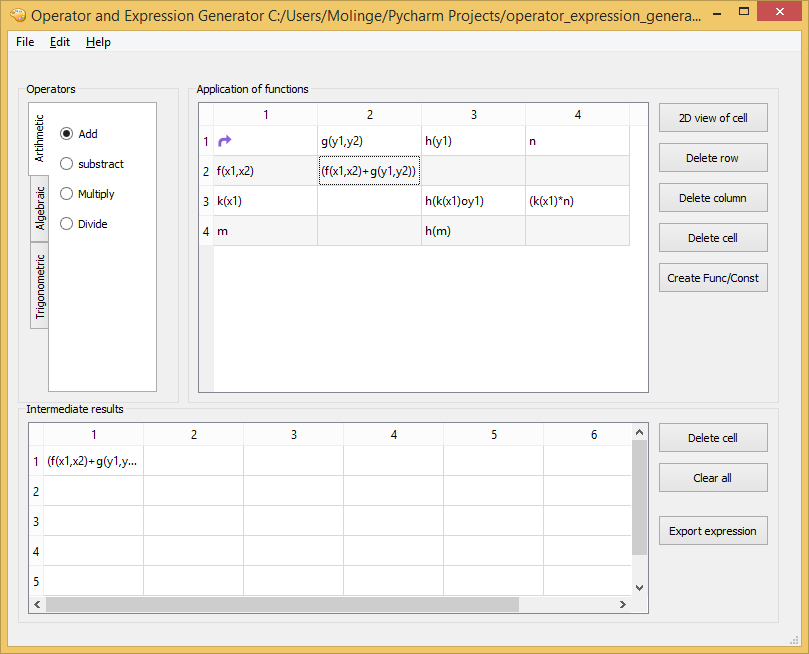 Operator and Expression Generator C:/Users/Molinge/Pycharm Projects/operator_expression_genera...
File Edit Help
Operators
Artihmetic
Algebraic
Trigonometric
Add
substract
Multiply
Divide
Application of functions
1 2 3 4
1 g(y1,y2) h(y1) n
2 f(x1,x2) (f(x1,x2)+g(y1,y2))
3 k(x1) h(k(x1)oy1) (k(x1)*n)
4 m h(m)
2D view of cell
Delete row
Delete column
Delete cell
Create Func/Const
Intermediate results
1 2 3 4 5 6
1 (f(x1,x2)+g(y1,y...
2
3
4
5
Delete cell
Clear all
Export expression